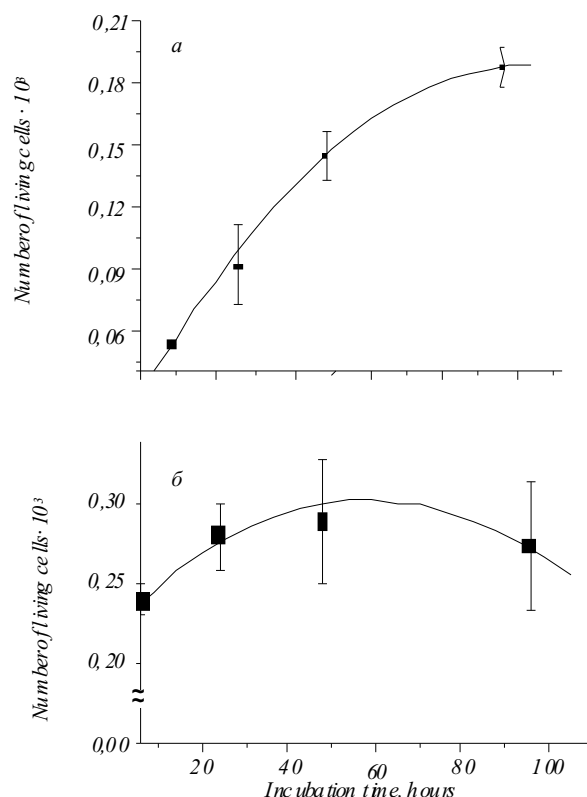 0,21
a
0,18
0,15
0,12
0,09
0,06
Number of living cells · 10³
б
0,30
0,25
0,20
≈
0,00
Number of living cells · 10³
20 40 60 80 100
Incubation time, hours